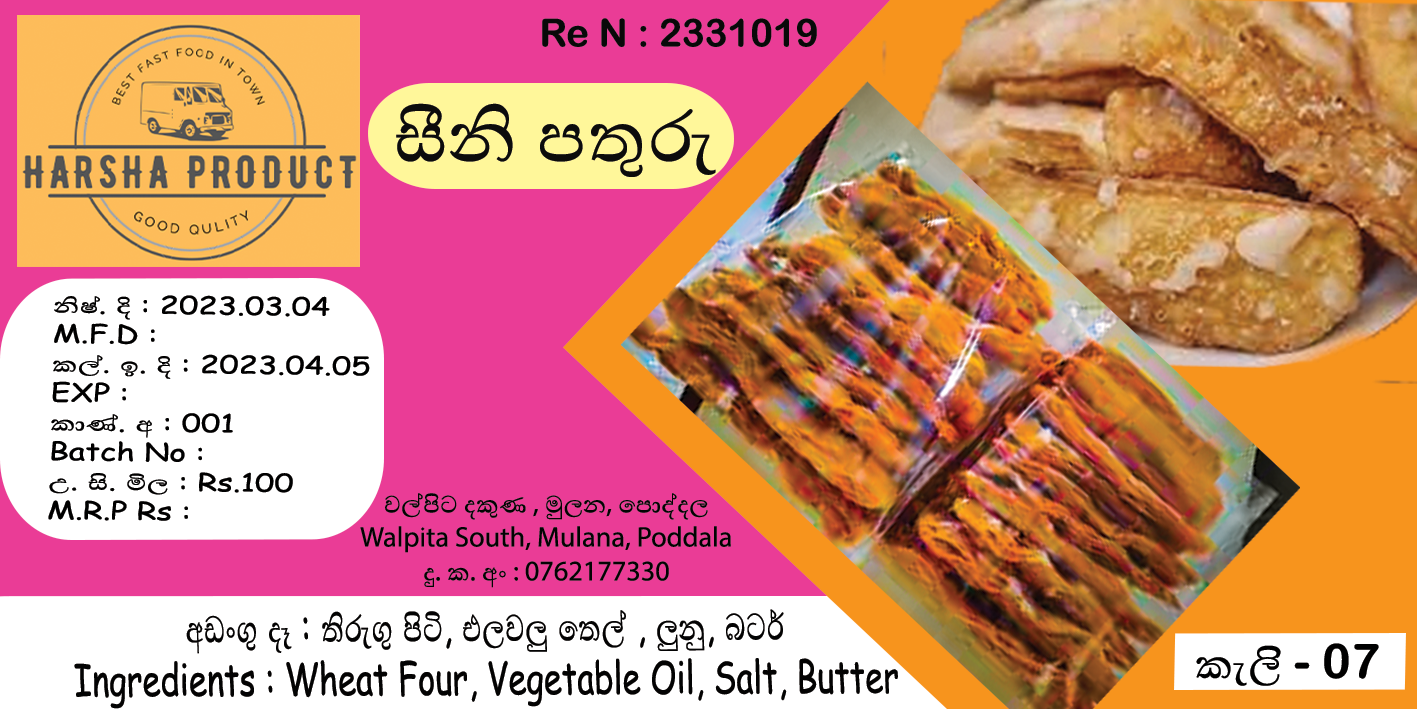 Re N : 2331019
BEST FAST FOOD IN TOWN
HARSHA PRODUCT
GOOD QULITY
සීනි පතුරු
නිෂ්. දි : 2023.03.04
M.F.D :
කල්. ඉ. දි : 2023.04.05
EXP :
කාණ්. අ : 001
Batch No :
උ. සි. මිල : Rs.100
M.R.P Rs :
වල්පිට දකුණ , මුලන, පොද්දල
Walpita South, Mulana, Poddala
දු. ක. අං : 0762177330
අඩංගු දෑ : තිරුගු පිටි, එලවලු තෙල් , ලුනු, බටර්
Ingredients : Wheat Four, Vegetable Oil, Salt, Butter
කැලි - 07